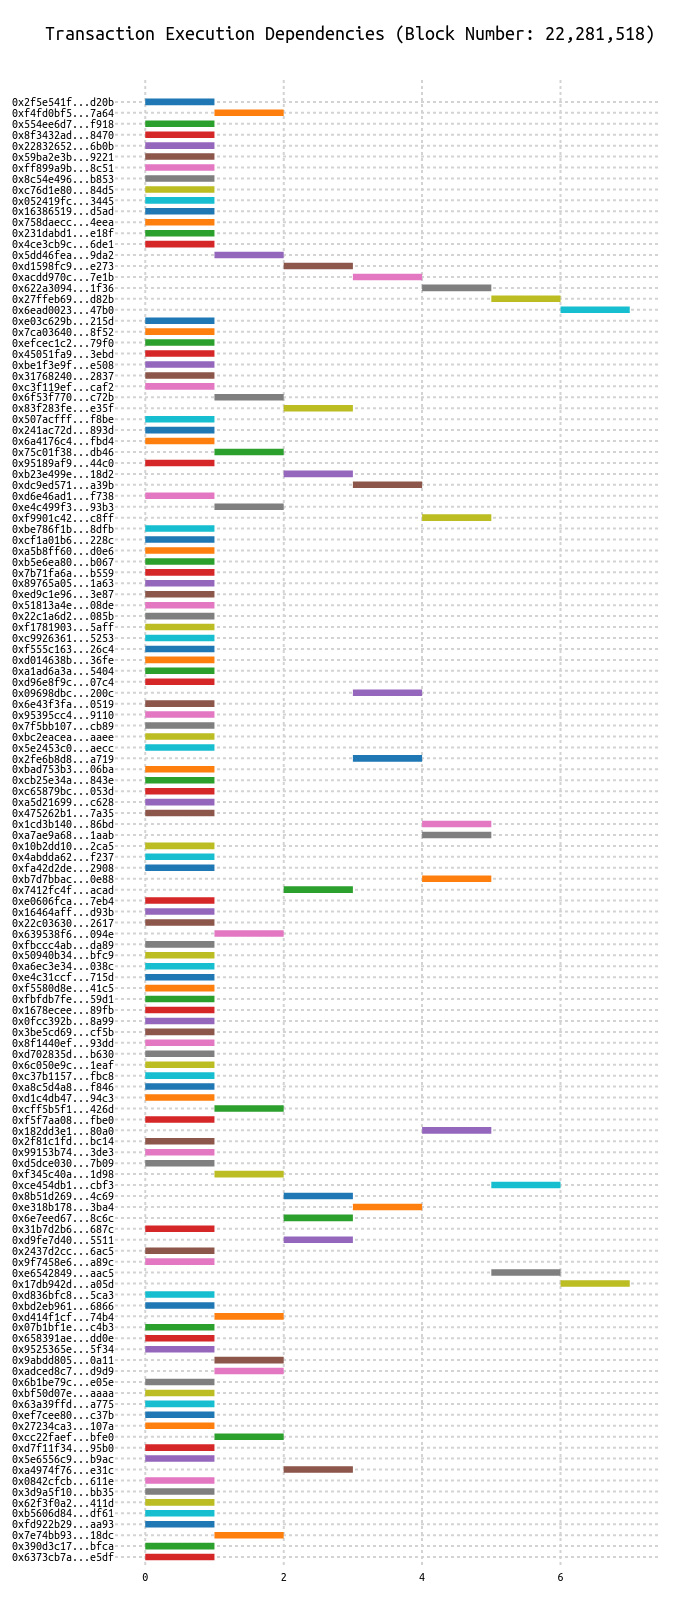 Transaction Execution Dependencies (Block Number: 22,281,518)
0x2f5e541f...d20b
0xf4fd0bf5...7a64
0x554ee6d7...f918
0x8f3432ad...8470
0x22832652...6b0b
0x59ba2e3b...9221
0xff899a9b...8c51
0x8c54e496...b853
0xc76d1e80...84d5
0x052419fc...3445
0x16386519...d5ad
0x758daecc...4eea
0x231dabd1...e18f
0x4ce3cb9c...6de1
0x5dd46fea...9da2
0xd1598fc9...e273
0xacdd970c...7e1b
0x622a3094...1f36
0x27ffeb69...d82b
0x6ead0023...47b0
0xe03c629b...215d
0x7ca03640...8f52
0xefcec1c2...79f0
0x45051fa9...3ebd
0xbe1f3e9f...e508
0x31768240...2837
0xc3f119ef...caf2
0x6f53f770...c72b
0x83f283fe...e35f
0x507acfff...f8be
0x241ac72d...893d
0x6a4176c4...fbd4
0x75c01f38...db46
0x95189af9...44c0
0xb23e499e...18d2
0xdc9ed571...a39b
0xd6e46ad1...f738
0xe4c499f3...93b3
0xf9901c42...c8ff
0xbe786f1b...8dfb
0xcf1a01b6...228c
0xa5b8ff60...d0e6
0xb5e6ea80...b067
0x7b71fa6a...b559
0x89765a05...1a63
0xed9c1e96...3e87
0x51813a4e...08de
0x22c1a6d2...085b
0xf1781903...5aff
0xc9926361...5253
0xf555c163...26c4
0xd014638b...36fe
0xa1ad6a3a...5404
0xd96e8f9c...07c4
0x09698dbc...200c
0x6e43f3fa...0519
0x95395cc4...9110
0x7f5bb107...cb89
0xbc2eacea...aaee
0x5e2453c0...aecc
0x2fe6b8d8...a719
0xbad753b3...06ba
0xcb25e34a...843e
0xc65879bc...053d
0xa5d21699...c628
0x475262b1...7a35
0x1cd3b140...86bd
0xa7ae9a68...1aab
0x10b2dd10...2ca5
0x4abdda62...f237
0xfa42d2de...2908
0xb7d7bbac...0e88
0x7412fc4f...acad
0xe0606fca...7eb4
0x16464aff...d93b
0x22c03630...2617
0x639538f6...094e
0xfbccc4ab...da89
0x50940b34...bfc9
0xa6ec3e34...038c
0xe4c31ccf...715d
0xf5580d8e...41c5
0xfbfdb7fe...59d1
0x1678ecee...89fb
0x0fcc392b...8a99
0x3be5cd69...cf5b
0x8f1440ef...93dd
0xd702835d...b630
0x6c050e9c...1eaf
0xc37b1157...fbc8
0xa8c5d4a8...f846
0xd1c4db47...94c3
0xcff5b5f1...426d
0xf5f7aa08...fbe0
0x182dd3e1...80a0
0x2f81c1fd...bc14
0x99153b74...3de3
0xd5dce030...7b09
0xf345c40a...1d98
0xce454db1...cbf3
0x8b51d269...4c69
0xe318b178...3ba4
0x6e7eed67...8c6c
0x31b7d2b6...687c
0xd9fe7d40...5511
0x2437d2cc...6ac5
0x9f7458e6...a89c
0xe6542849...aac5
0x17db942d...a05d
0xd836bfc8...5ca3
0xbd2eb961...6866
0xd414f1cf...74b4
0x07b1bf1e...c4b3
0x658391ae...dd0e
0x9525365e...5f34
0x9abdd805...0a11
0xadced8c7...d9d9
0x6b1be79c...e05e
0xbf50d07e...aaaa
0x63a39ffd...a775
0xef7cee80...c37b
0x27234ca3...107a
0xcc22faef...bfe0
0xd7f11f34...95b0
0x5e6556c9...b9ac
0xa4974f76...e31c
0x0842cfcb...611e
0x3d9a5f10...bb35
0x62f3f0a2...411d
0xb5606d84...df61
0xfd922b29...aa93
0x7e74bb93...18dc
0x390d3c17...bfca
0x6373cb7a...e5df
0 2 4 6